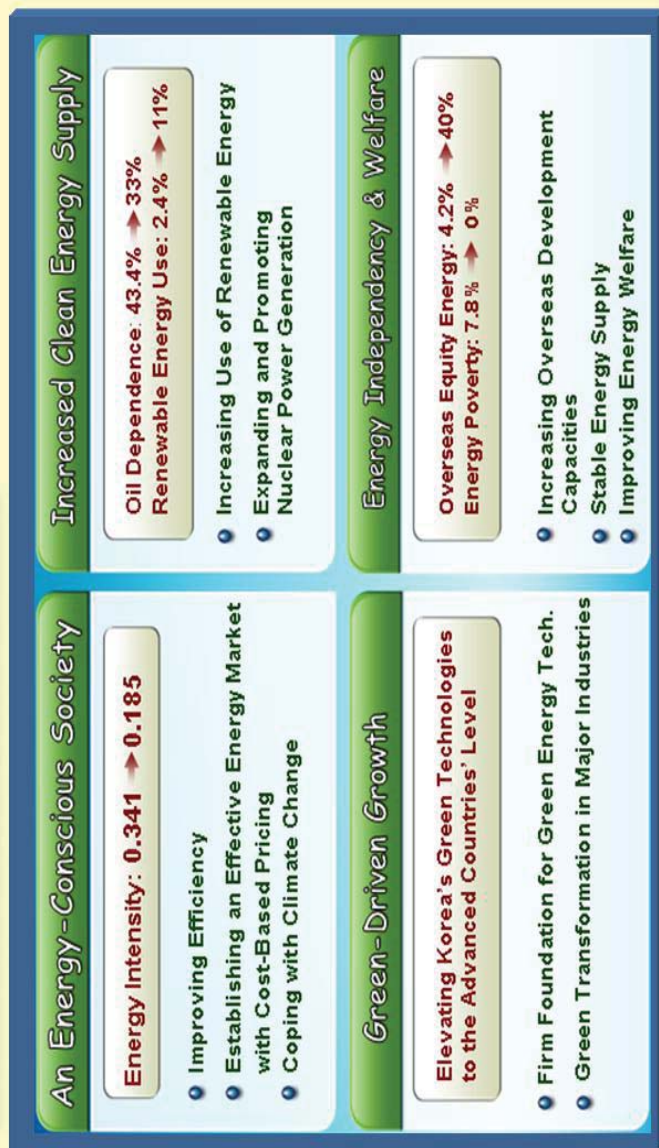 An Energy-Conscious Society
Energy Intensity: 0.341 → 0.185
Improving Efficiency
Establishing an Effective Energy Market
with Cost-Based Pricing
Coping with Climate Change
Increased Clean Energy Supply
Oil Dependence: 43.4% → 33%
Renewable Energy Use: 2.4% → 11%
Increasing Use of Renewable Energy
Expanding and Promoting
Nuclear Power Generation
Green-Driven Growth
Elevating Korea's Green Technologies
to the Advanced Countries' Level
Firm Foundation for Green Energy Tech.
Green Transformation in Major Industries
Energy Independency & Welfare
Overseas Equity Energy: 4.2% → 40%
Energy Poverty: 7.8% → 0%
Increasing Overseas Development
Capacities
Stable Energy Supply
Improving Energy Welfare